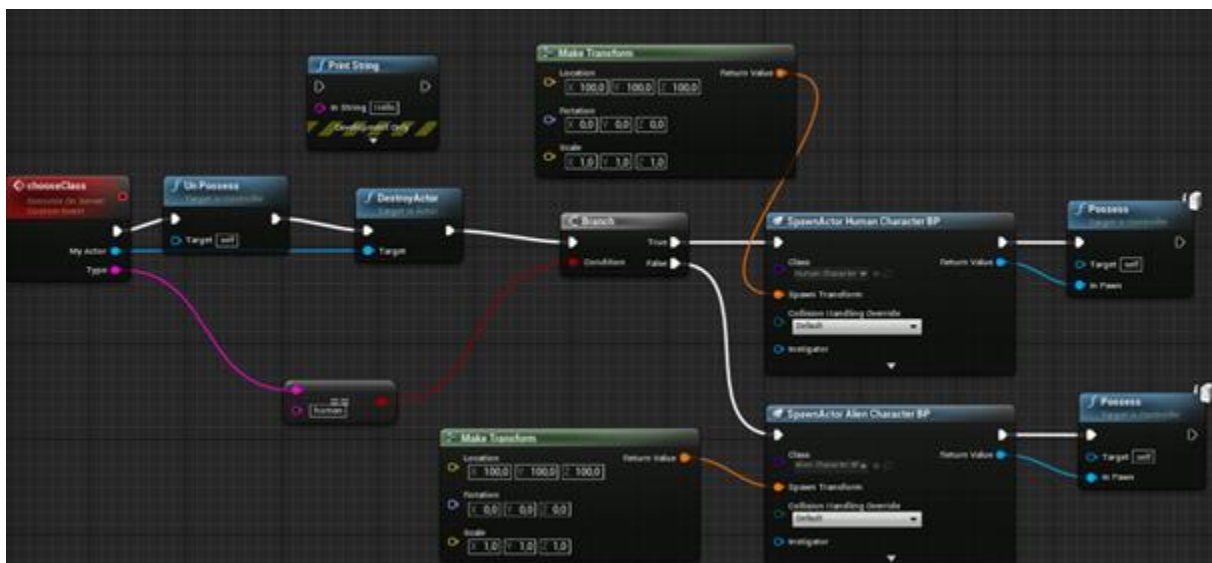 Print String
In String Hello
Development Only
Make Transform
Location
Return Value
X 100,0 Y 100,0 Z 100,0
Rotation
X 0,0 Y 0,0 Z 0,0
Scale
X 1,0 Y 1,0 Z 1,0
chooseClass
Executes On Server
Custom Event
My Actor
Type
Un Possess
Target is Controller
Target self
DestroyActor
Target is Actor
Target
Branch
True
Condition
False
SpawnActor Human Character BP
Class
Human Character
Return Value
Spawn Transform
Collision Handling Override
Default
Instigator
Possess
Target is Controller
Target self
In Pawn
==
human
Make Transform
Location
Return Value
X 100,0 Y 100,0 Z 100,0
Rotation
X 0,0 Y 0,0 Z 0,0
Scale
X 1,0 Y 1,0 Z 1,0
SpawnActor Alien Character BP
Class
Alien Character BP
Return Value
Spawn Transform
Collision Handling Override
Default
Instigator
Possess
Target is Controller
Target self
In Pawn